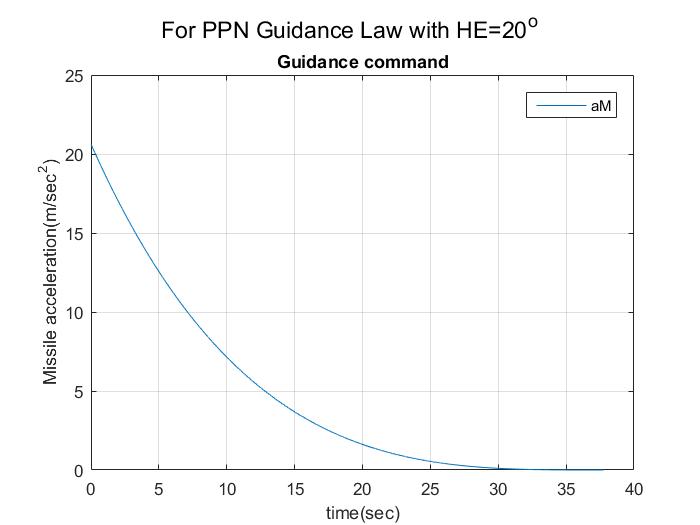 For PPN Guidance Law with HE=20°
Guidance command
aM
Missile acceleration(m/sec²)
25
20
15
10
5
0
0 5 10 15 20 25 30 35 40
time(sec)